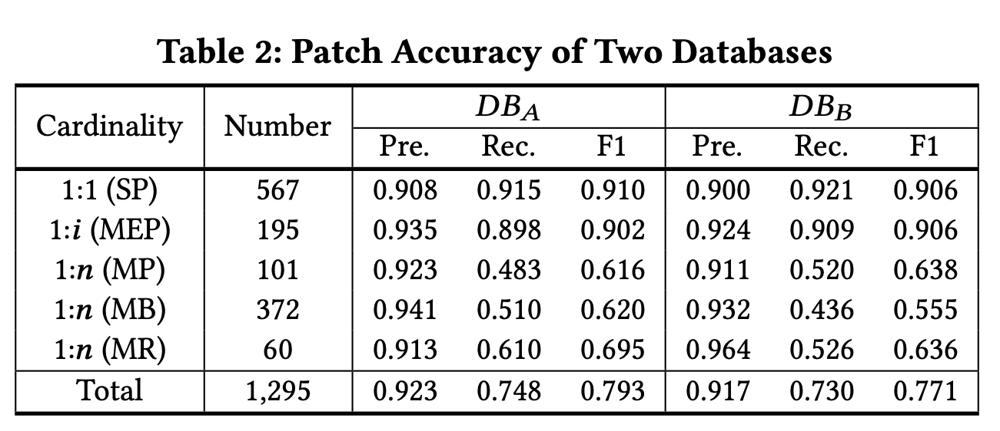 Table 2: Patch Accuracy of Two Databases
Cardinality Number DB_A DB_B
Pre. Rec. F1 Pre. Rec. F1
1:1 (SP) 567 0.908 0.915 0.910 0.900 0.921 0.906
1:i (MEP) 195 0.935 0.898 0.902 0.924 0.909 0.906
1:n (MP) 101 0.923 0.483 0.616 0.911 0.520 0.638
1:n (MB) 372 0.941 0.510 0.620 0.932 0.436 0.555
1:n (MR) 60 0.913 0.610 0.695 0.964 0.526 0.636
Total 1,295 0.923 0.748 0.793 0.917 0.730 0.771